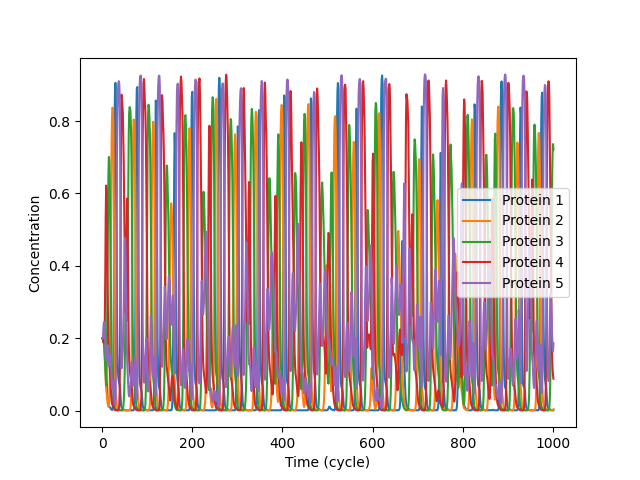 Concentration
0.8
0.6
0.4
0.2
0.0
Protein 1
Protein 2
Protein 3
Protein 4
Protein 5
0 200 400 600 800 1000
Time (cycle)